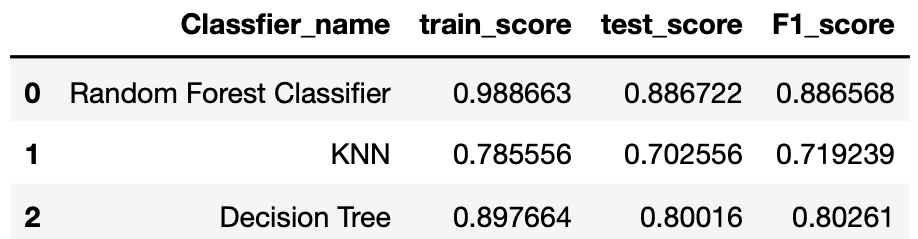 Classfier_name train_score test_score F1_score
0 Random Forest Classifier 0.988663 0.886722 0.886568
1 KNN 0.785556 0.702556 0.719239
2 Decision Tree 0.897664 0.80016 0.80261